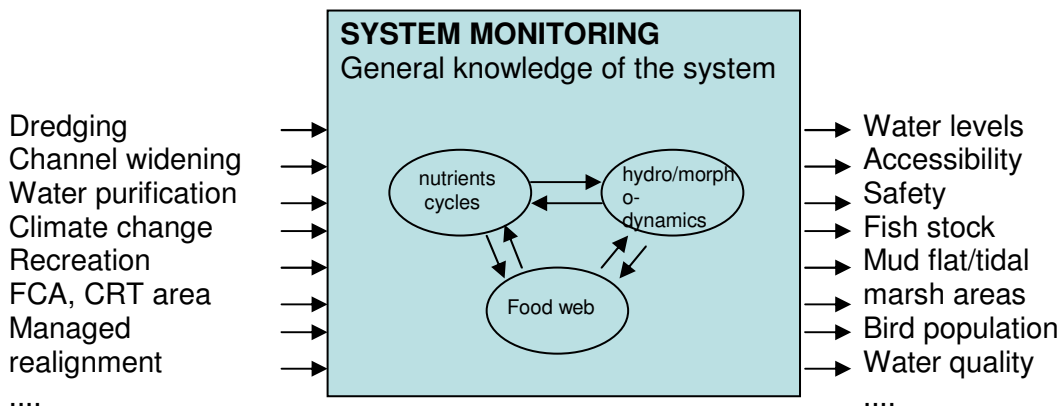 SYSTEM MONITORING
General knowledge of the system
Dredging
Channel widening
Water purification
Climate change
Recreation
FCA, CRT area
Managed
realignment
....
nutrients
cycles
hydro/morph
o-
dynamics
Food web
Water levels
Accessibility
Safety
Fish stock
Mud flat/tidal
marsh areas
Bird population
Water quality
....